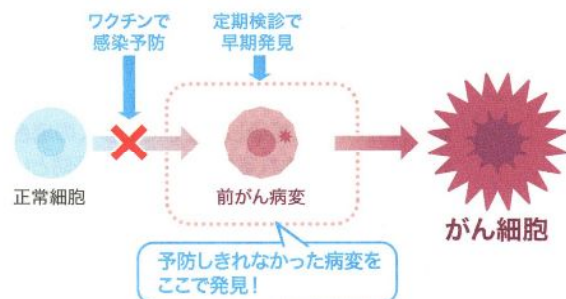 ワクチンで
感染予防
定期検診で
早期発見
正常細胞
前がん病変
がん細胞
予防しきれなかった病変を
ここで発見!